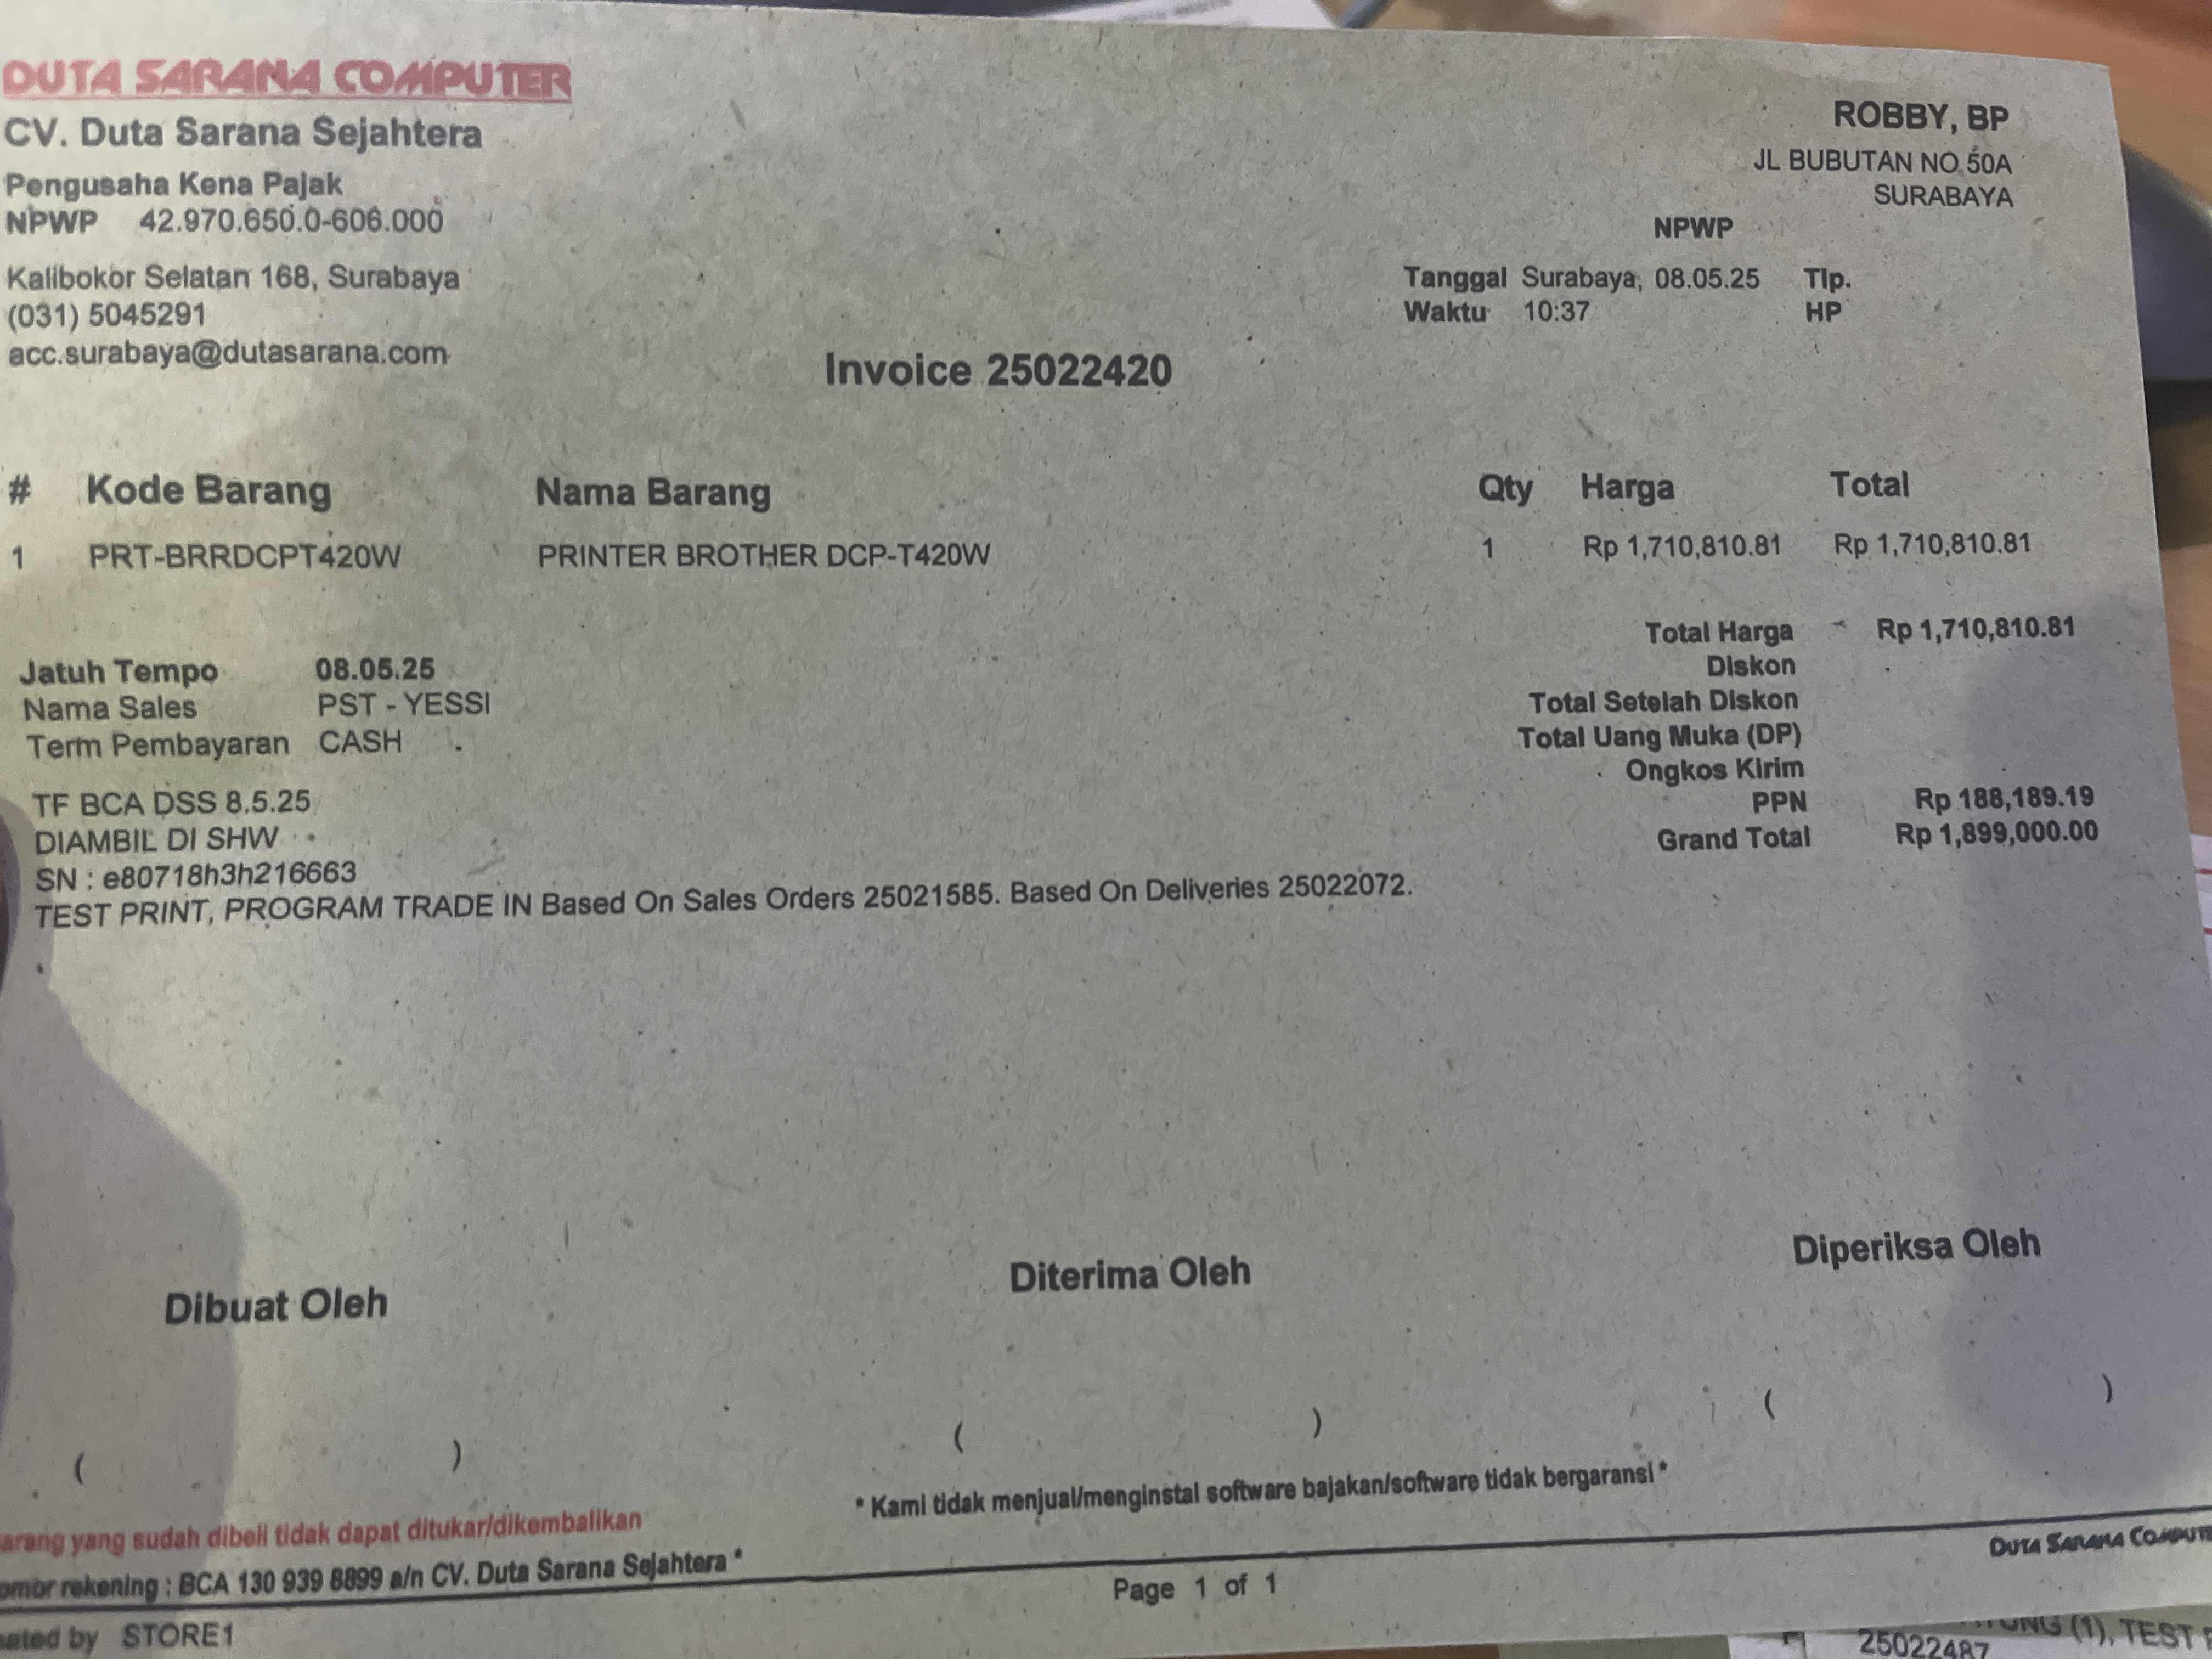 DUTA SARANA COMPUTER
CV. Duta Sarana Sejahtera
Pengusaha Kena Pajak
NPWP 42.970.650.0-606.000
Kalibokor Selatan 168, Surabaya
(031) 5045291
acc.surabaya@dutasarana.com
ROBBY, BP
JL BUBUTAN NO 50A
SURABAYA
NPWP
Tanggal Surabaya, 08.05.25 Tlp.
Waktu 10:37 HP
Invoice 25022420
# Kode Barang Nama Barang Qty Harga Total
1 PRT-BRRDCPT420W PRINTER BROTHER DCP-T420W 1 Rp 1,710,810.81 Rp 1,710,810.81
Total Harga Rp 1,710,810.81
Diskon
Total Setelah Diskon
Total Uang Muka (DP)
Ongkos Kirim
PPN Rp 188,189.19
Grand Total Rp 1,899,000.00
Jatuh Tempo 08.05.25
Nama Sales PST - YESSI
Term Pembayaran CASH
TF BCA DSS 8.5.25
DIAMBIL DI SHW
SN : e80718h3h216663
TEST PRINT, PROGRAM TRADE IN Based On Sales Orders 25021585. Based On Deliveries 25022072.
Dibuat Oleh Diterima Oleh Diperiksa Oleh
( ) ( ) ( )
* Kami tidak menjual/menginstal software bajakan/software tidak bergaransi *
arang yang sudah dibeli tidak dapat ditukar/dikembalikan
omor rekening : BCA 130 939 8899 a/n CV. Duta Sarana Sejahtera *
DUTA SARANA COMPUTE
Page 1 of 1
ated by STORE1
(1), TEST
25022487